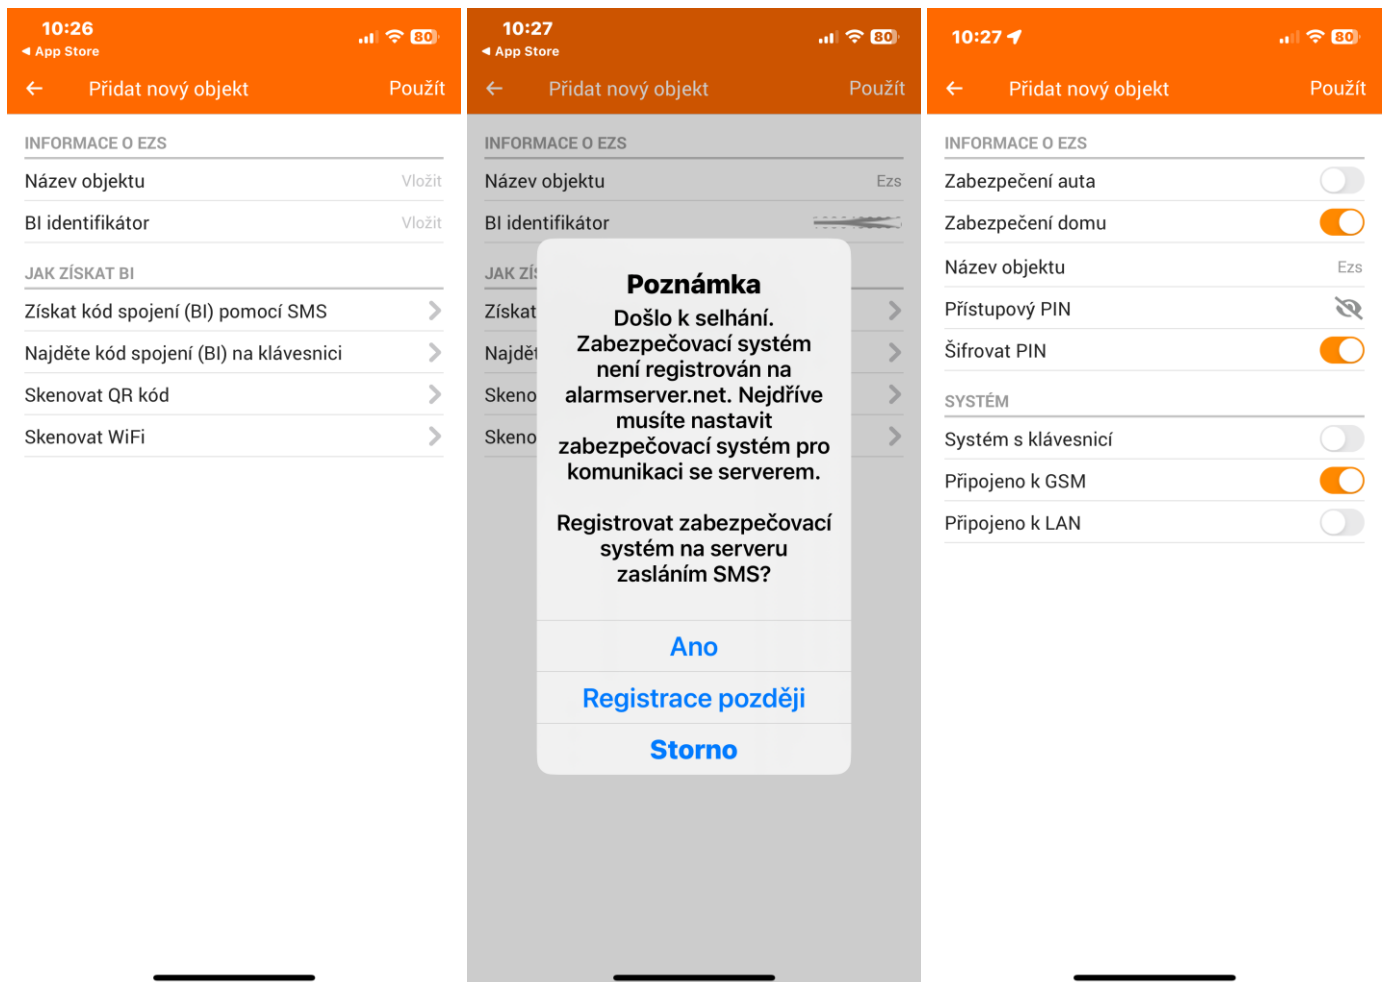 10:26
80
◀ App Store
← Přidat nový objekt Použít
INFORMACE O EZS
Název objektu Vložit
BI identifikátor Vložit
JAK ZÍSKAT BI
Získat kód spojení (BI) pomocí SMS
Najděte kód spojení (BI) na klávesnici
Skenovat QR kód
Skenovat WiFi
10:27
80
◀ App Store
← Přidat nový objekt Použít
INFORMACE O EZS
Název objektu Ezs
BI identifikátor
JAK ZÍS
Získat
Najdět
Skeno
Skeno
Poznámka
Došlo k selhání.
Zabezpečovací systém
není registrován na
alarmserver.net. Nejdříve
musíte nastavit
zabezpečovací systém pro
komunikaci se serverem.
Registrovat zabezpečovací
systém na serveru
zasláním SMS?
Ano
Registrace později
Storno
10:27
80
← Přidat nový objekt Použít
INFORMACE O EZS
Zabezpečení auta
Zabezpečení domu
Název objektu Ezs
Přístupový PIN
Šifrovat PIN
SYSTÉM
Systém s klávesnicí
Připojeno k GSM
Připojeno k LAN